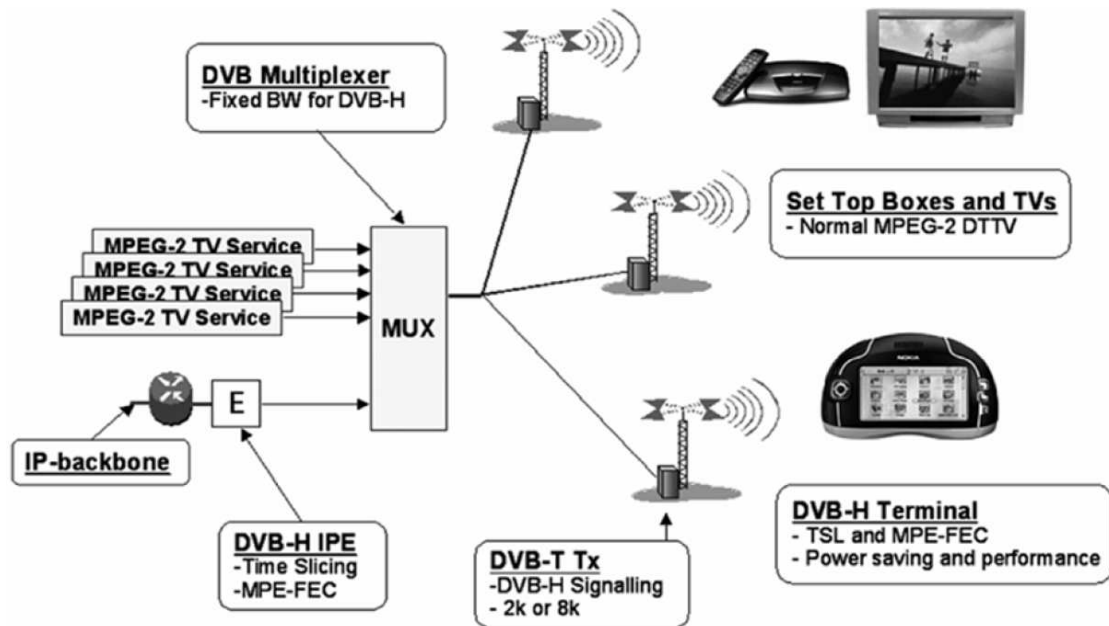 DVB Multiplexer
-Fixed BW for DVB-H
MPEG-2 TV Service
MPEG-2 TV Service
MPEG-2 TV Service
MPEG-2 TV Service
MUX
E
IP-backbone
DVB-H IPE
-Time Slicing
-MPE-FEC
DVB-T Tx
-DVB-H Signalling
- 2k or 8k
Set Top Boxes and TVs
- Normal MPEG-2 DTTV
NOKIA
DVB-H Terminal
- TSL and MPE-FEC
- Power saving and performance